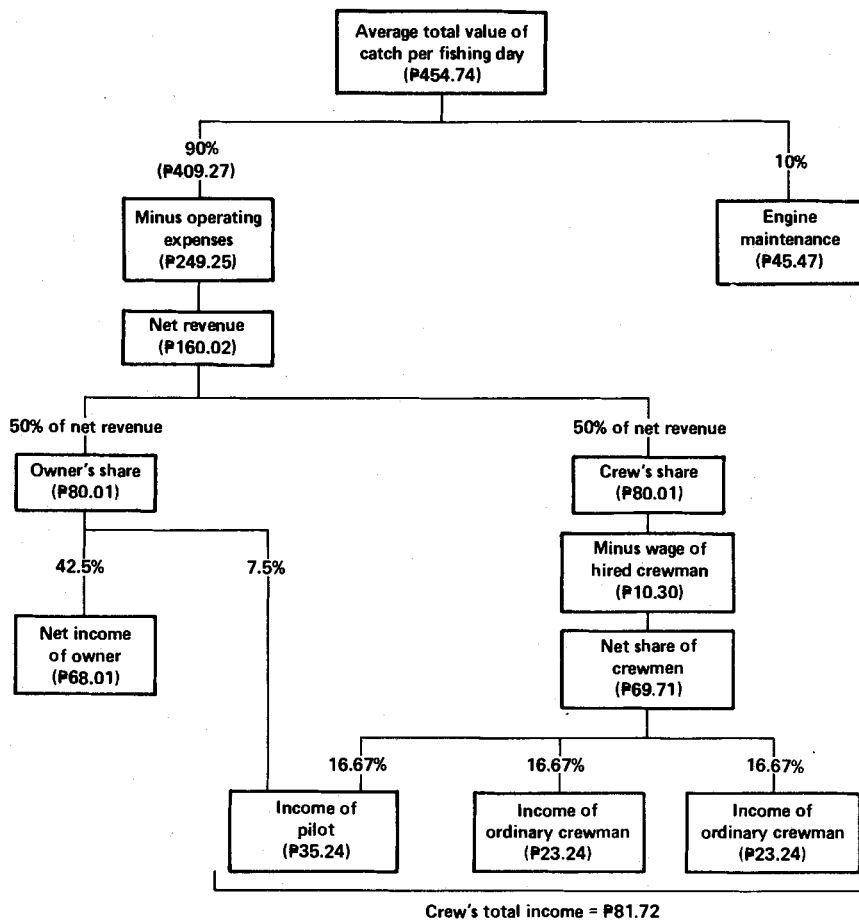 Average total value of
catch per fishing day
(₱454.74)
90%
(₱409.27)
10%
Minus operating
expenses
(₱249.25)
Engine
maintenance
(₱45.47)
Net revenue
(₱160.02)
50% of net revenue
50% of net revenue
Owner's share
(₱80.01)
Crew's share
(₱80.01)
42.5%
7.5%
Minus wage of
hired crewman
(₱10.30)
Net income
of owner
(₱68.01)
Net share of
crewmen
(₱69.71)
16.67%
16.67%
16.67%
Income of
pilot
(₱35.24)
Income of
ordinary crewman
(₱23.24)
Income of
ordinary crewman
(₱23.24)
Crew's total income = ₱81.72